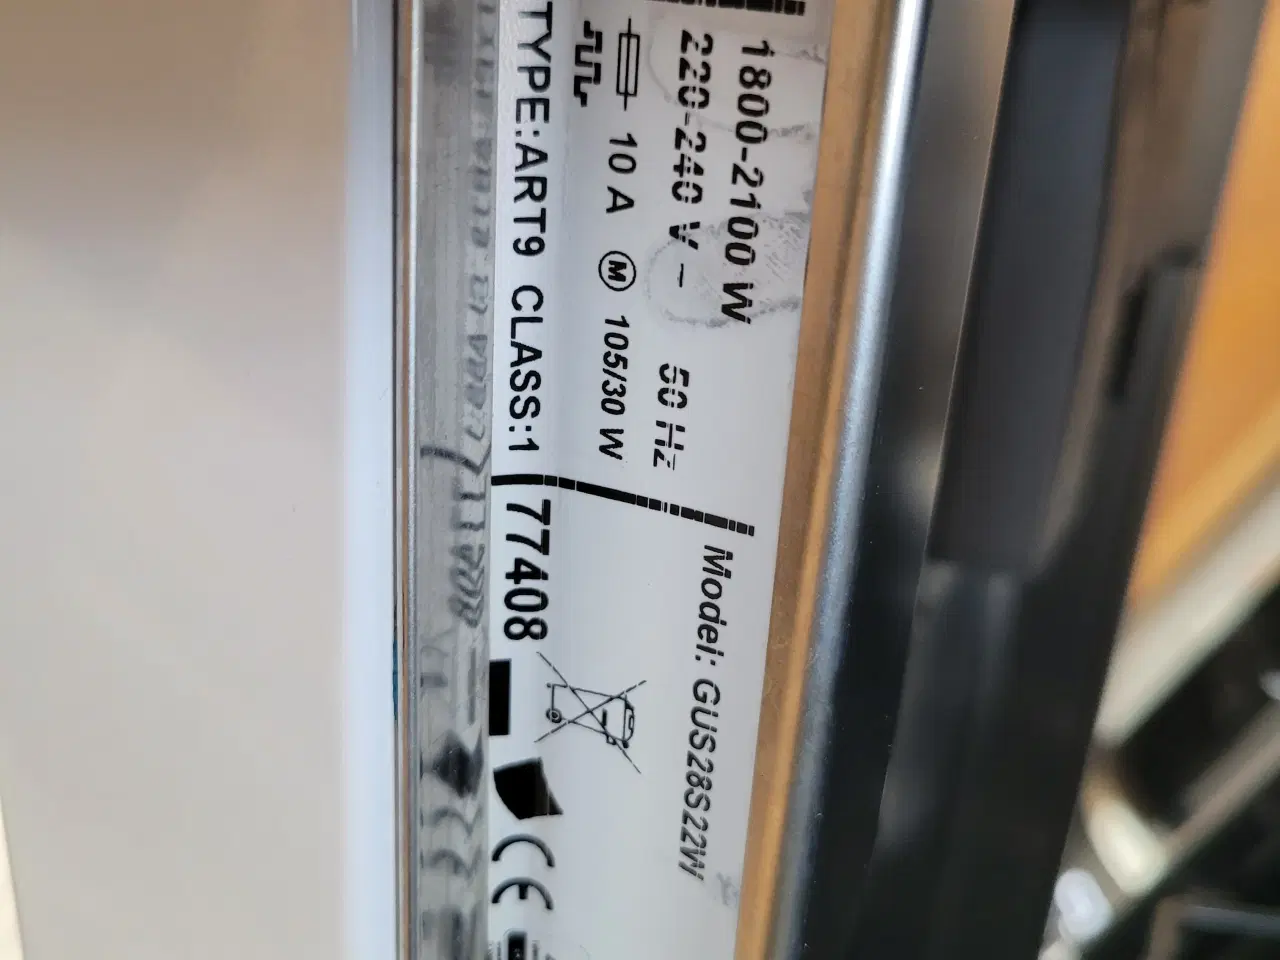 1800-2100 W
220-240 V ~ 50 Hz
10 A M 105/30 W
TYPE:ART9 CLASS:1
Model: GUS28S22W
77408
CE